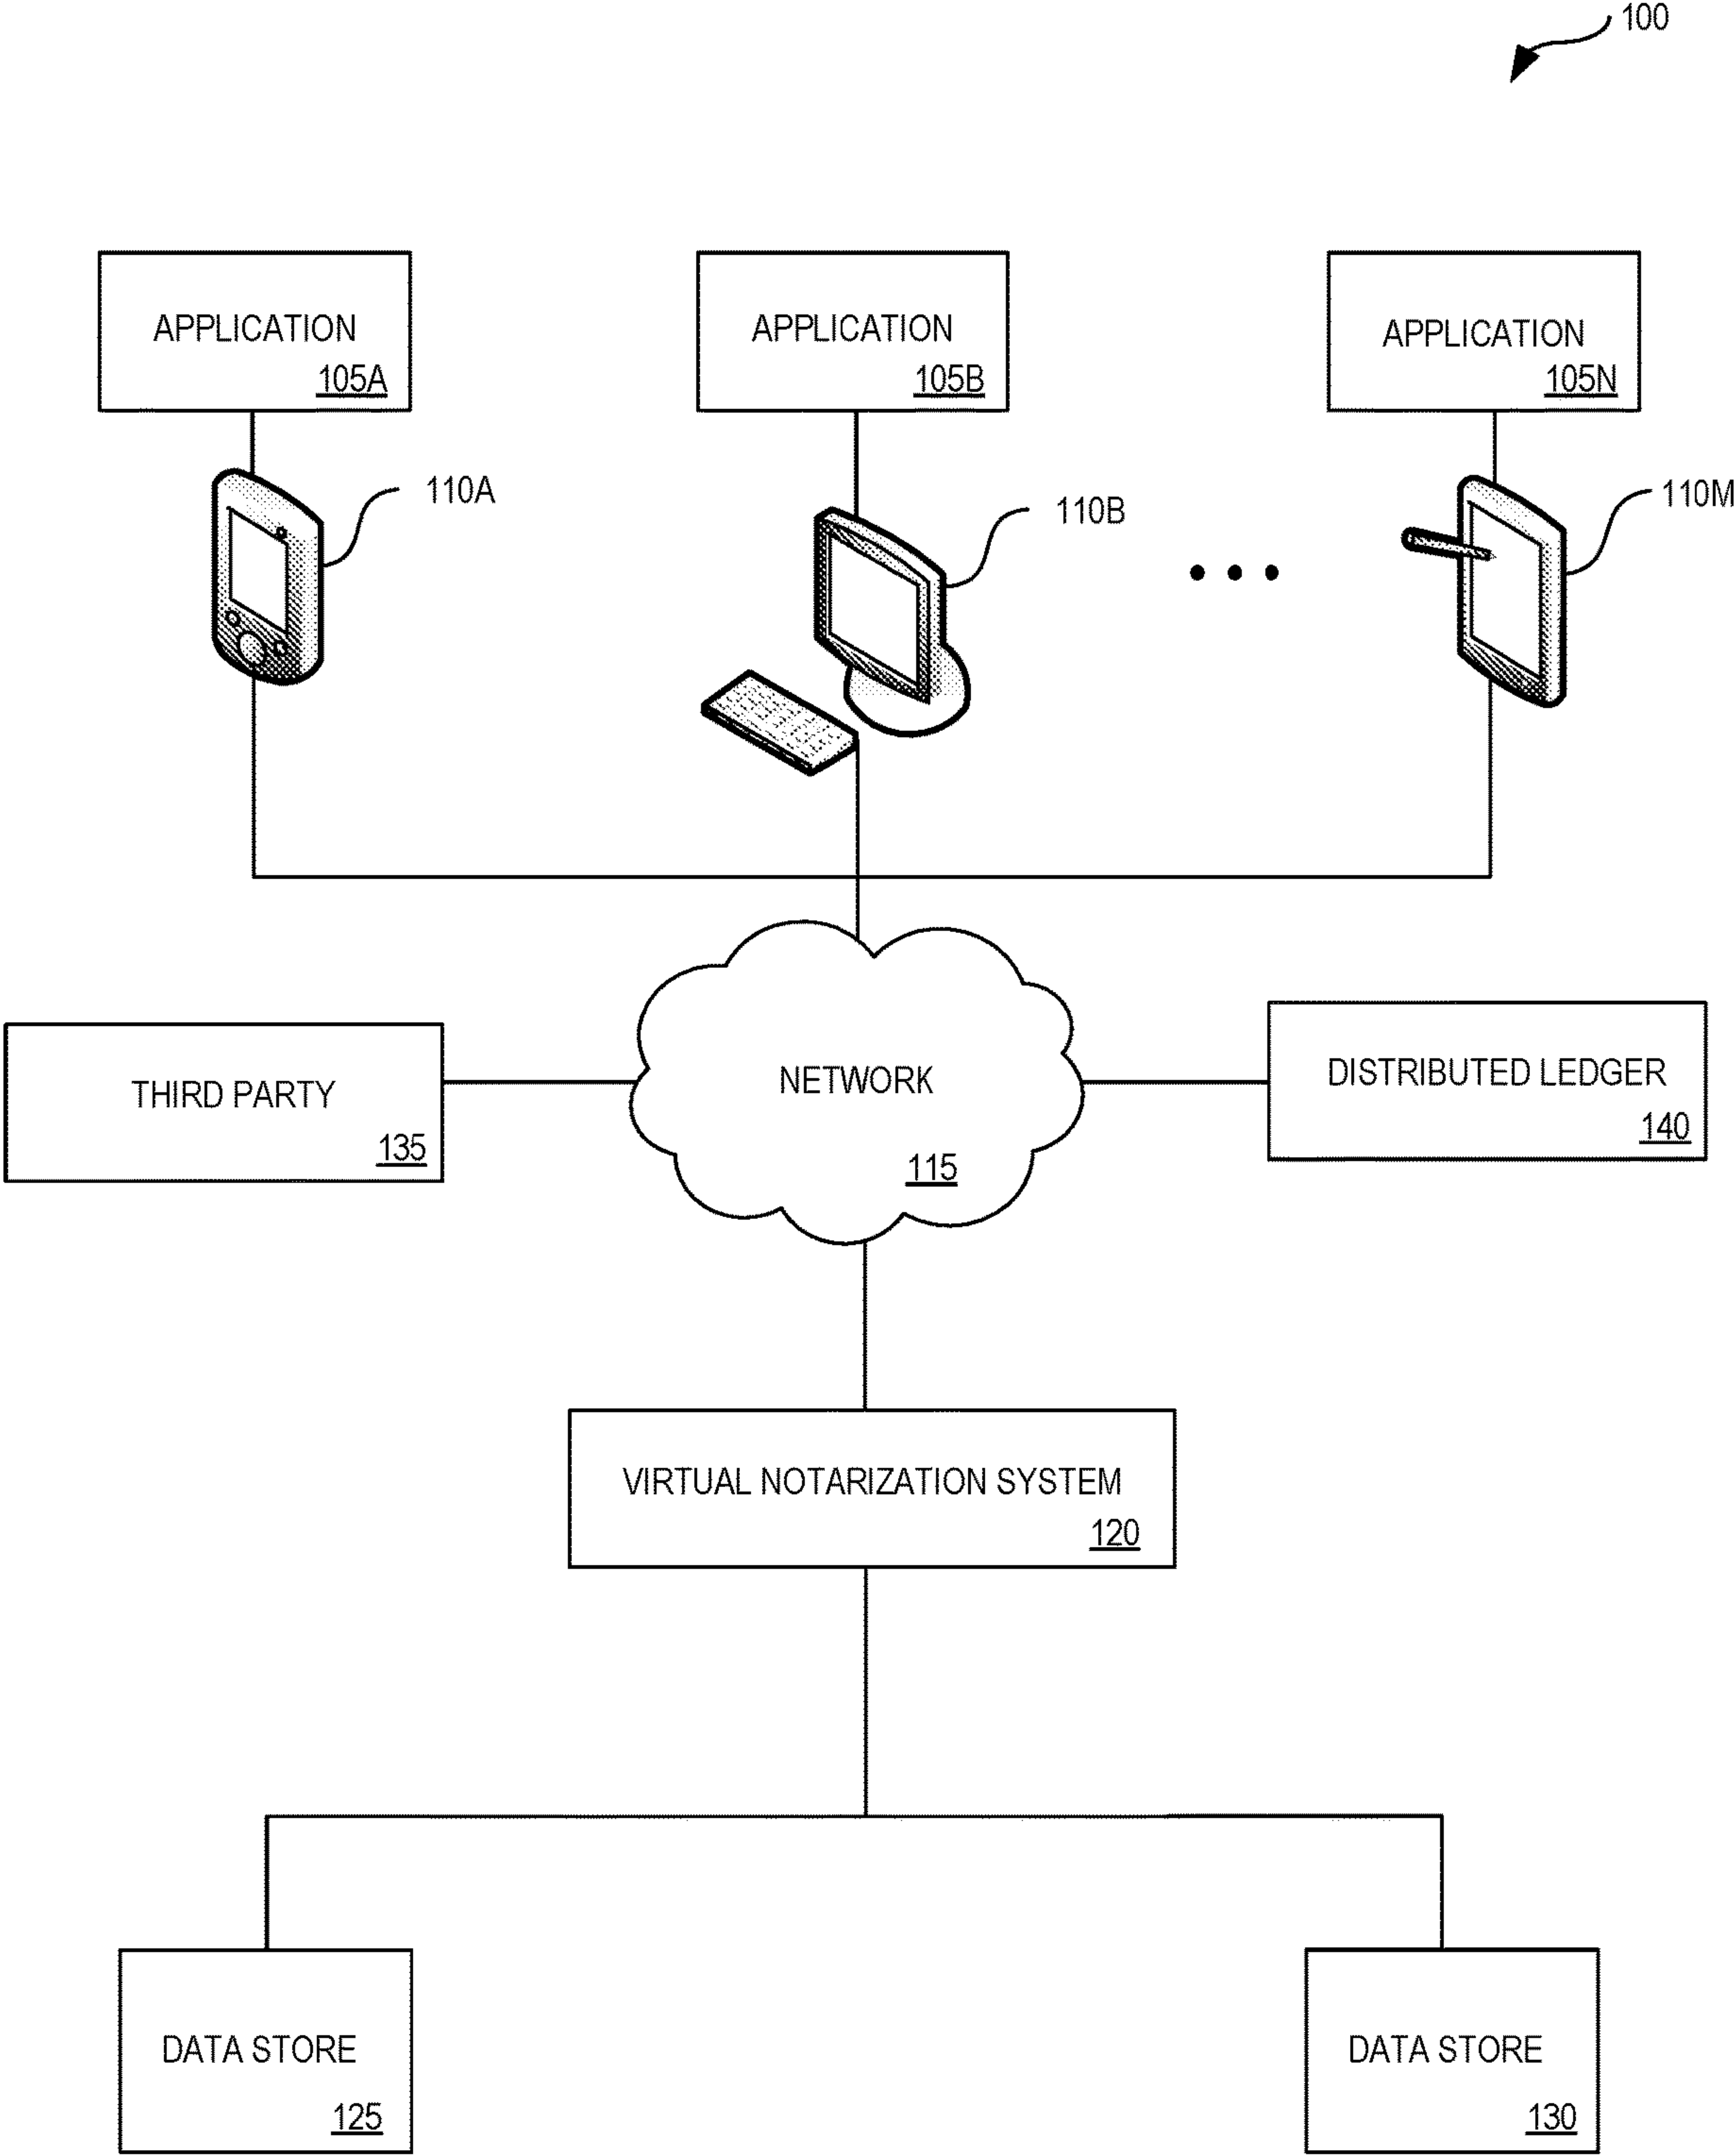 100
APPLICATION
105A
APPLICATION
105B
APPLICATION
105N
110A
110B
110M
THIRD PARTY
135
NETWORK
115
DISTRIBUTED LEDGER
140
VIRTUAL NOTARIZATION SYSTEM
120
DATA STORE
125
DATA STORE
130